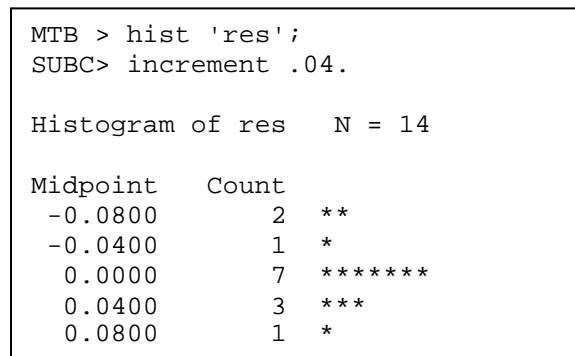 MTB > hist 'res';
SUBC> increment .04.
Histogram of res   N = 14
Midpoint   Count
-0.0800       2  **
-0.0400       1  *
0.0000       7  *******
0.0400       3  ***
0.0800       1  *